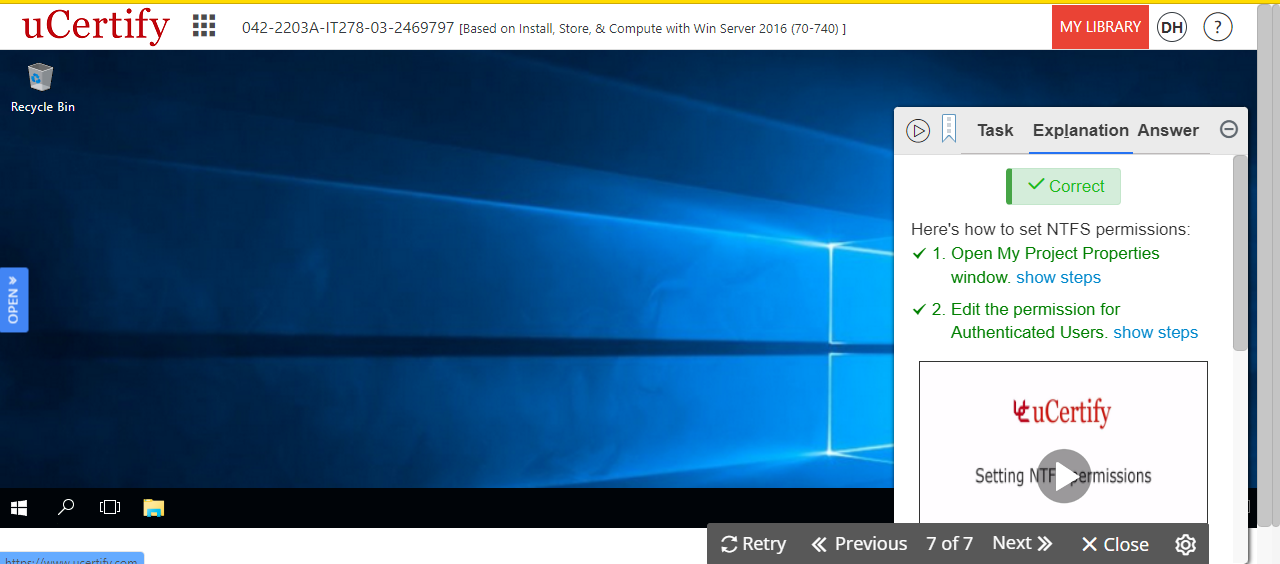 uCertify
042-2203A-IT278-03-2469797 [Based on Install, Store, & Compute with Win Server 2016 (70-740) ]
MY LIBRARY
DH
?
Recycle Bin
OPEN
Task Explanation Answer
Correct
Here's how to set NTFS permissions:
1. Open My Project Properties
window. show steps
2. Edit the permission for
Authenticated Users. show steps
uCertify
Setting NTFS permissions
Retry Previous 7 of 7 Next Close
https://www.ucertify.com